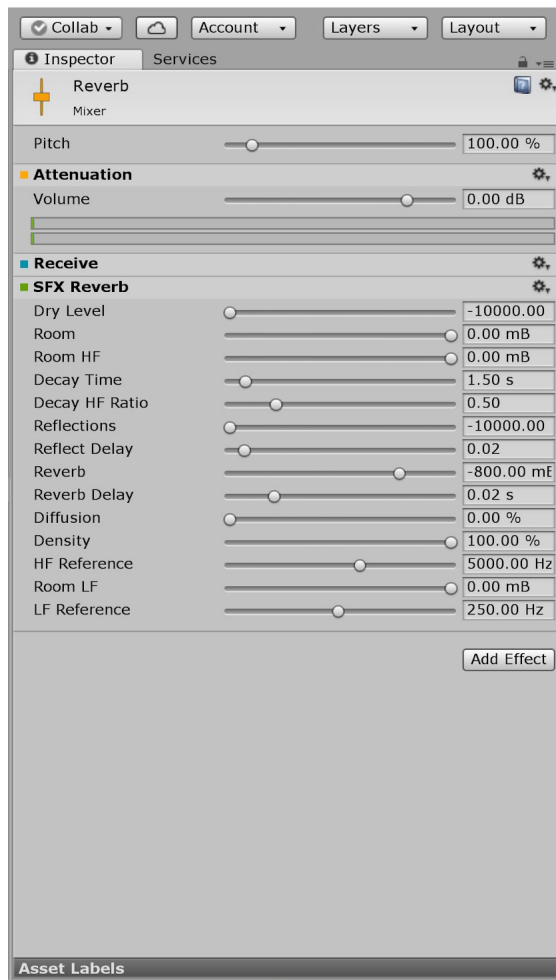 Collab Account Layers Layout
Inspector Services
Reverb
Mixer
Pitch 100.00 %
Attenuation
Volume 0.00 dB
Receive
SFX Reverb
Dry Level -10000.00
Room 0.00 mB
Room HF 0.00 mB
Decay Time 1.50 s
Decay HF Ratio 0.50
Reflections -10000.00
Reflect Delay 0.02
Reverb -800.00 mB
Reverb Delay 0.02 s
Diffusion 0.00 %
Density 100.00 %
HF Reference 5000.00 Hz
Room LF 0.00 mB
LF Reference 250.00 Hz
Add Effect
Asset Labels